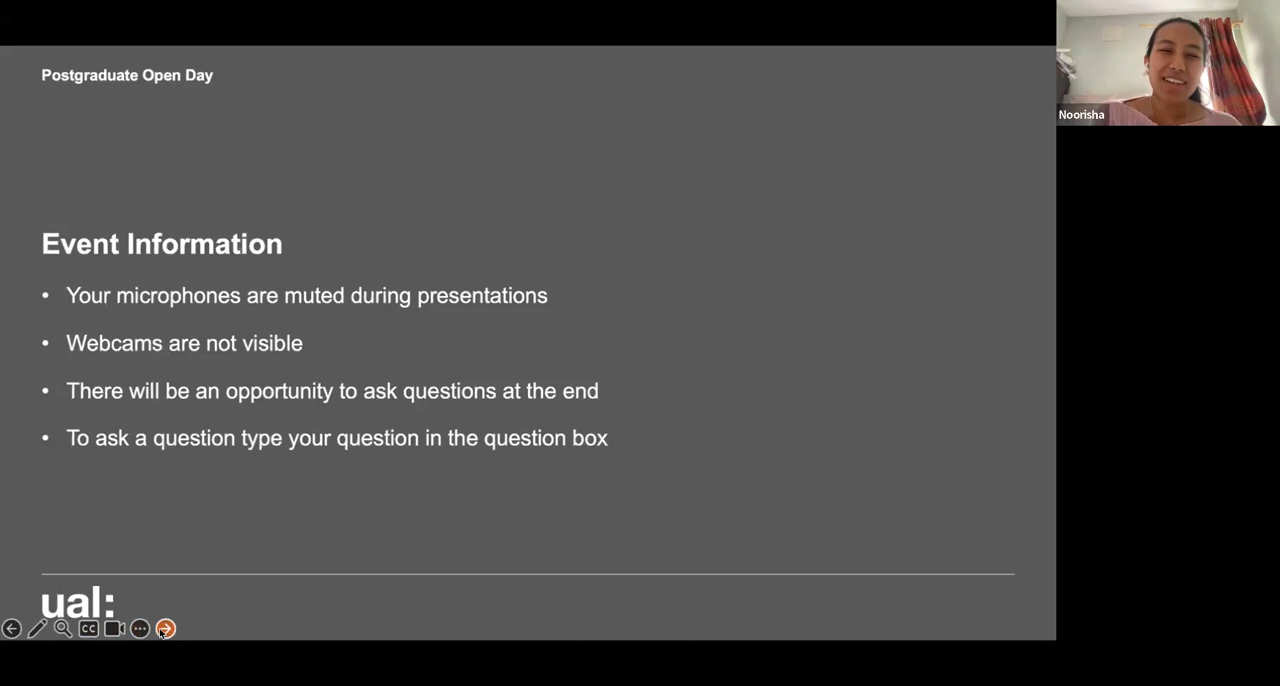 Postgraduate Open Day
Noorisha
Event Information
• Your microphones are muted during presentations
• Webcams are not visible
• There will be an opportunity to ask questions at the end
• To ask a question type your question in the question box
ual:
CC